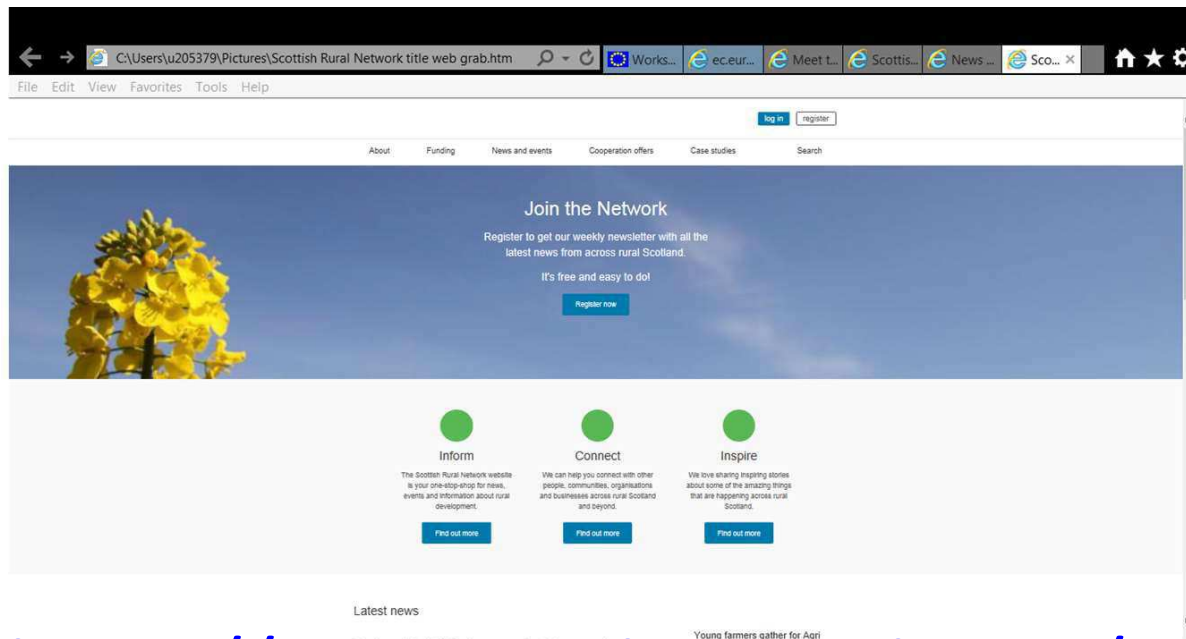 C:\Users\u205379\Pictures\Scottish Rural Network title web grab.htm Works... ec.eur... Meet t... Scottis... News ... Sco... ×
File Edit View Favorites Tools Help
log in register
About Funding News and events Cooperation offers Case studies Search
Join the Network
Register to get our weekly newsletter with all the
latest news from across rural Scotland.
It's free and easy to do!
Register now
Inform
The Scottish Rural Network website
is your one-stop-shop for news,
events and information about rural
development.
Find out more
Connect
We can help you connect with other
people, communities, organisations
and businesses across rural Scotland
and beyond.
Find out more
Inspire
We love sharing inspiring stories
about some of the amazing things
that are happening across rural
Scotland.
Find out more
Latest news
Young farmers gather for Agri